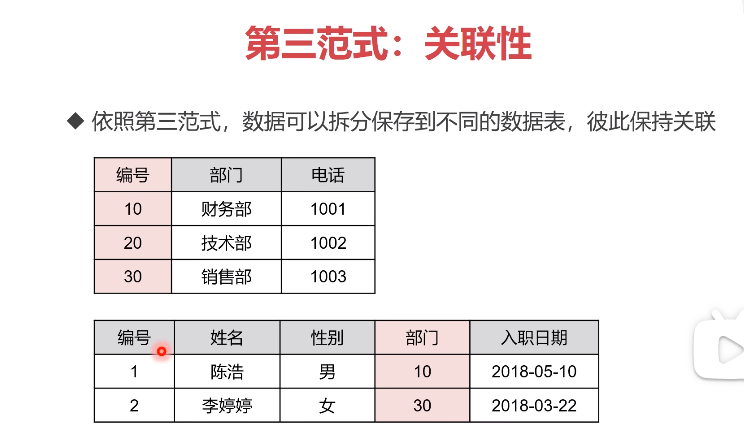 第三范式：关联性
◆ 依照第三范式，数据可以拆分保存到不同的数据表，彼此保持关联
编号 部门 电话
10 财务部 1001
20 技术部 1002
30 销售部 1003
编号 姓名 性别 部门 入职日期
1 陈浩 男 10 2018-05-10
2 李婷婷 女 30 2018-03-22